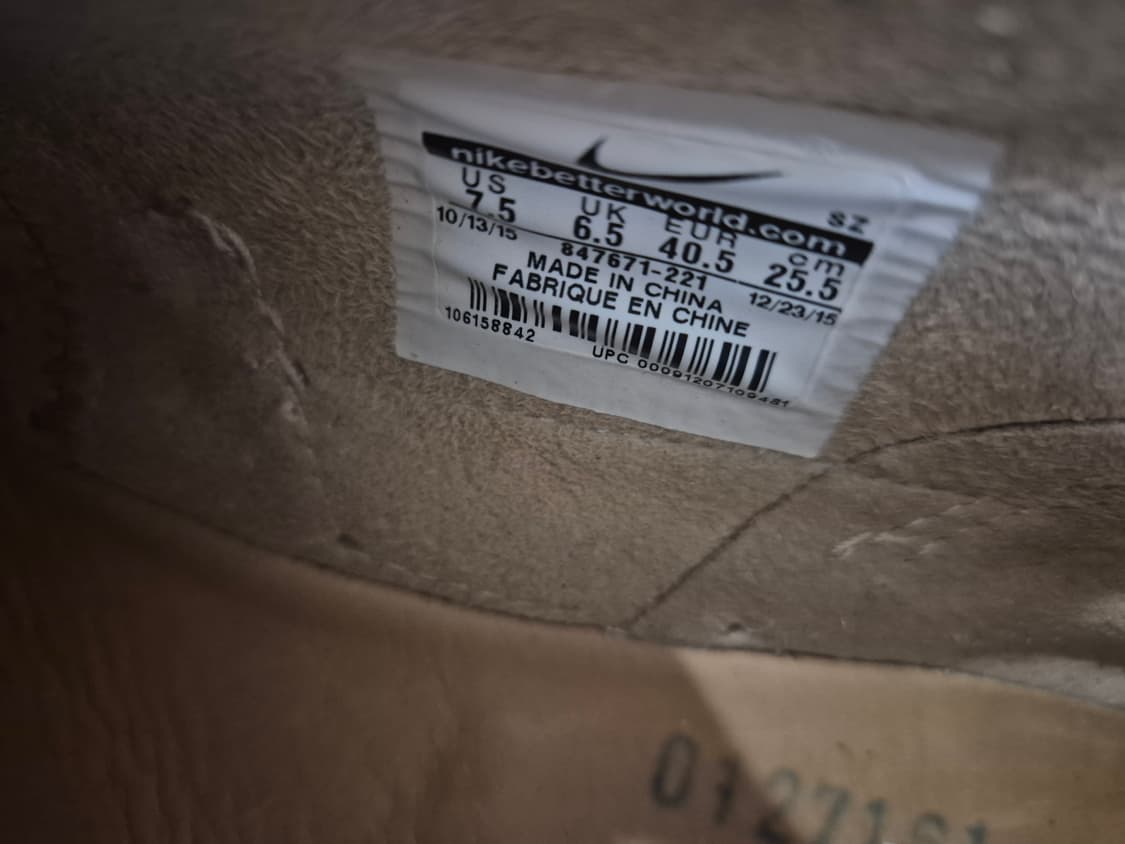 nikebetterworld.com
SZ
US UK EUR cm
7.5 6.5 40.5 25.5
10/13/15 847671-221 12/23/15
MADE IN CHINA
FABRIQUE EN CHINE
106158842 UPC 00091207109481